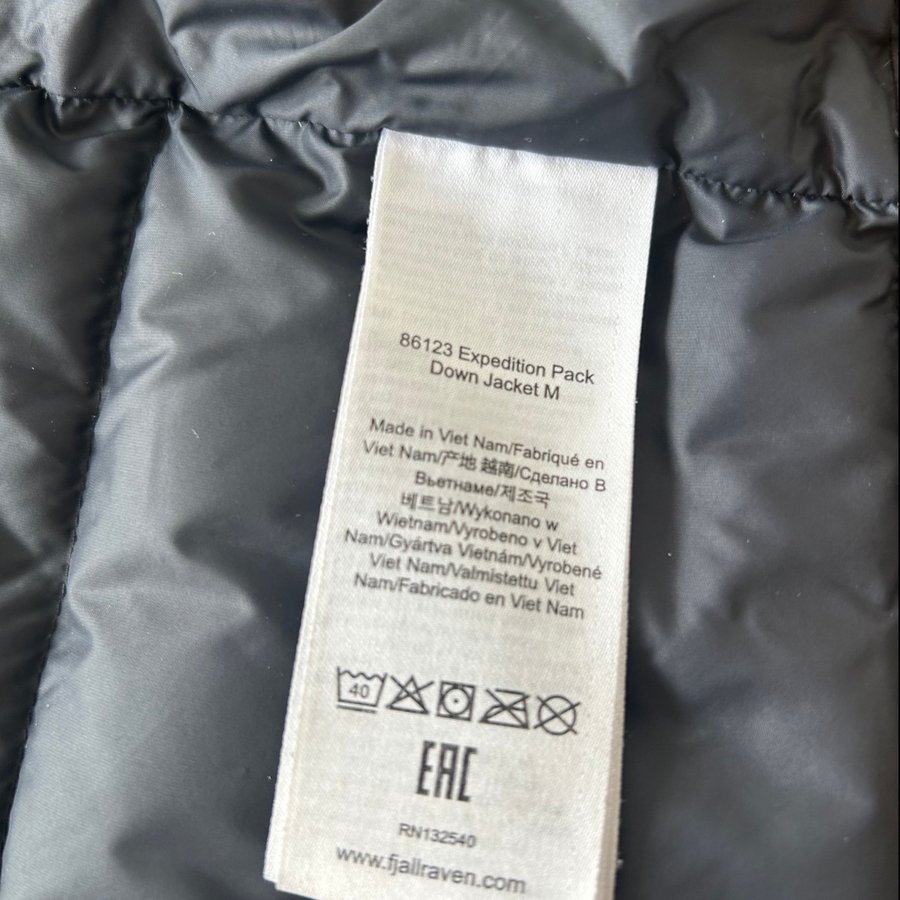 86123 Expedition Pack
Down Jacket M
Made in Viet Nam/Fabriqué en
Viet Nam/产地 越南/Сделано В
Вьетнаме/제조국
베트남/Wykonano w
Wietnam/Vyrobeno v Viet
Nam/Gyártva Vietnám/Vyrobené
Viet Nam/Valmistettu Viet
Nam/Fabricado en Viet Nam
40
EAC
RN132540
www.fjallraven.com